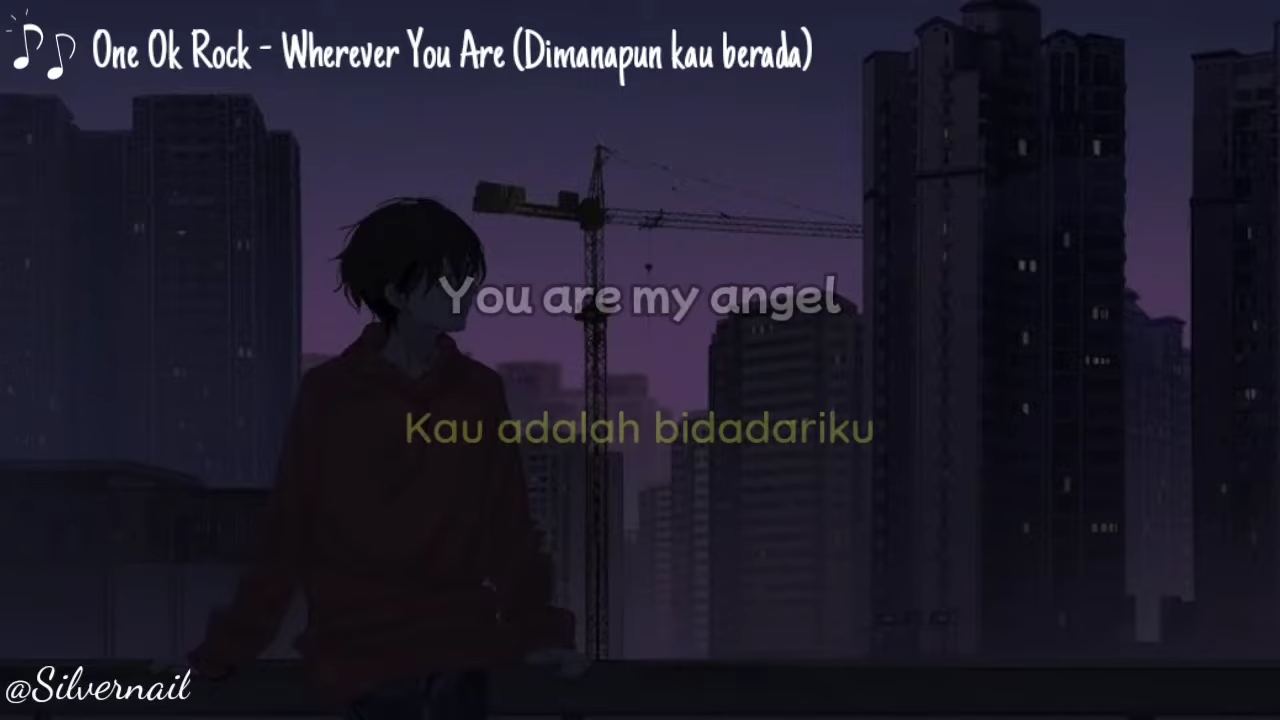 One Ok Rock - Wherever You Are (Dimanapun kau berada)
You are my angel
Kau adalah bidadariku
@Silvernail